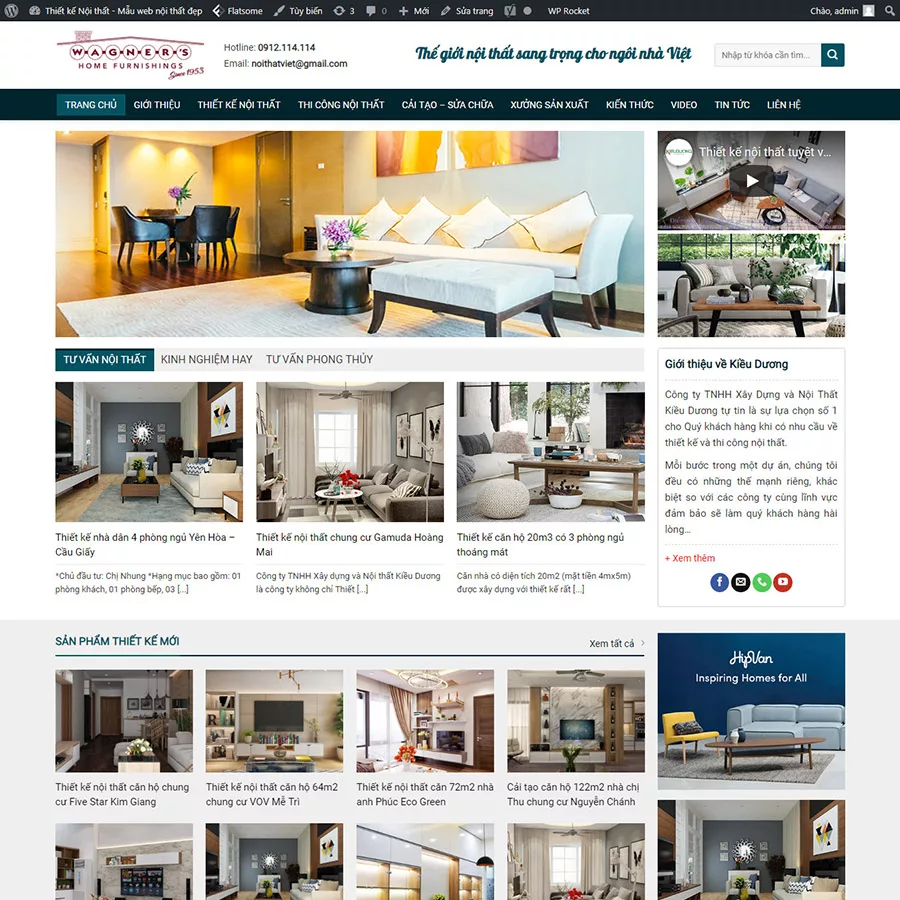 Thiết kế Nội thất - Mẫu web nội thất đẹp Flatsome Tùy biến 3 0 Mới Sửa trang WP Rocket Chào, admin
WAGNER'S
HOME FURNISHINGS
Since 1953
Hotline: 0912.114.114
Email: noithatviet@gmail.com
Thế giới nội thất sang trọng cho ngôi nhà Việt
Nhập từ khóa cần tìm...
TRANG CHỦ GIỚI THIỆU THIẾT KẾ NỘI THẤT THI CÔNG NỘI THẤT CẢI TẠO – SỬA CHỮA XƯỞNG SẢN XUẤT KIẾN THỨC VIDEO TIN TỨC LIÊN HỆ
Thiết kế nội thất tuyệt v...
TƯ VẤN NỘI THẤT KINH NGHIỆM HAY TƯ VẤN PHONG THỦY
Thiết kế nhà dân 4 phòng ngủ Yên Hòa –
Cầu Giấy
*Chủ đầu tư: Chị Nhung *Hạng mục bao gồm: 01
phòng khách, 01 phòng bếp, 03 [...]
Thiết kế nội thất chung cư Gamuda Hoàng
Mai
Công ty TNHH Xây dựng và Nội thất Kiều Dương
là công ty không chỉ Thiết [...]
Thiết kế căn hộ 20m3 có 3 phòng ngủ
thoáng mát
Căn nhà có diện tích 20m2 (mặt tiền 4mx5m)
được xây dựng với thiết kế rất [...]
Giới thiệu về Kiều Dương
Công ty TNHH Xây Dựng và Nội Thất
Kiều Dương tự tin là sự lựa chọn số 1
cho Quý khách hàng khi có nhu cầu về
thiết kế và thi công nội thất.
Mỗi bước trong một dự án, chúng tôi
đều có những thế mạnh riêng, khác
biệt so với các công ty cùng lĩnh vực
đảm bảo sẽ làm quý khách hàng hài
lòng...
+ Xem thêm
SẢN PHẨM THIẾT KẾ MỚI
Xem tất cả
Thiết kế nội thất căn hộ chung
cư Five Star Kim Giang
Thiết kế nội thất căn hộ 64m2
chung cư VOV Mễ Trì
Thiết kế nội thất căn 72m2 nhà
anh Phúc Eco Green
Cải tạo căn hộ 122m2 nhà chị
Thu chung cư Nguyễn Chánh
HipVan
Inspiring Homes for All